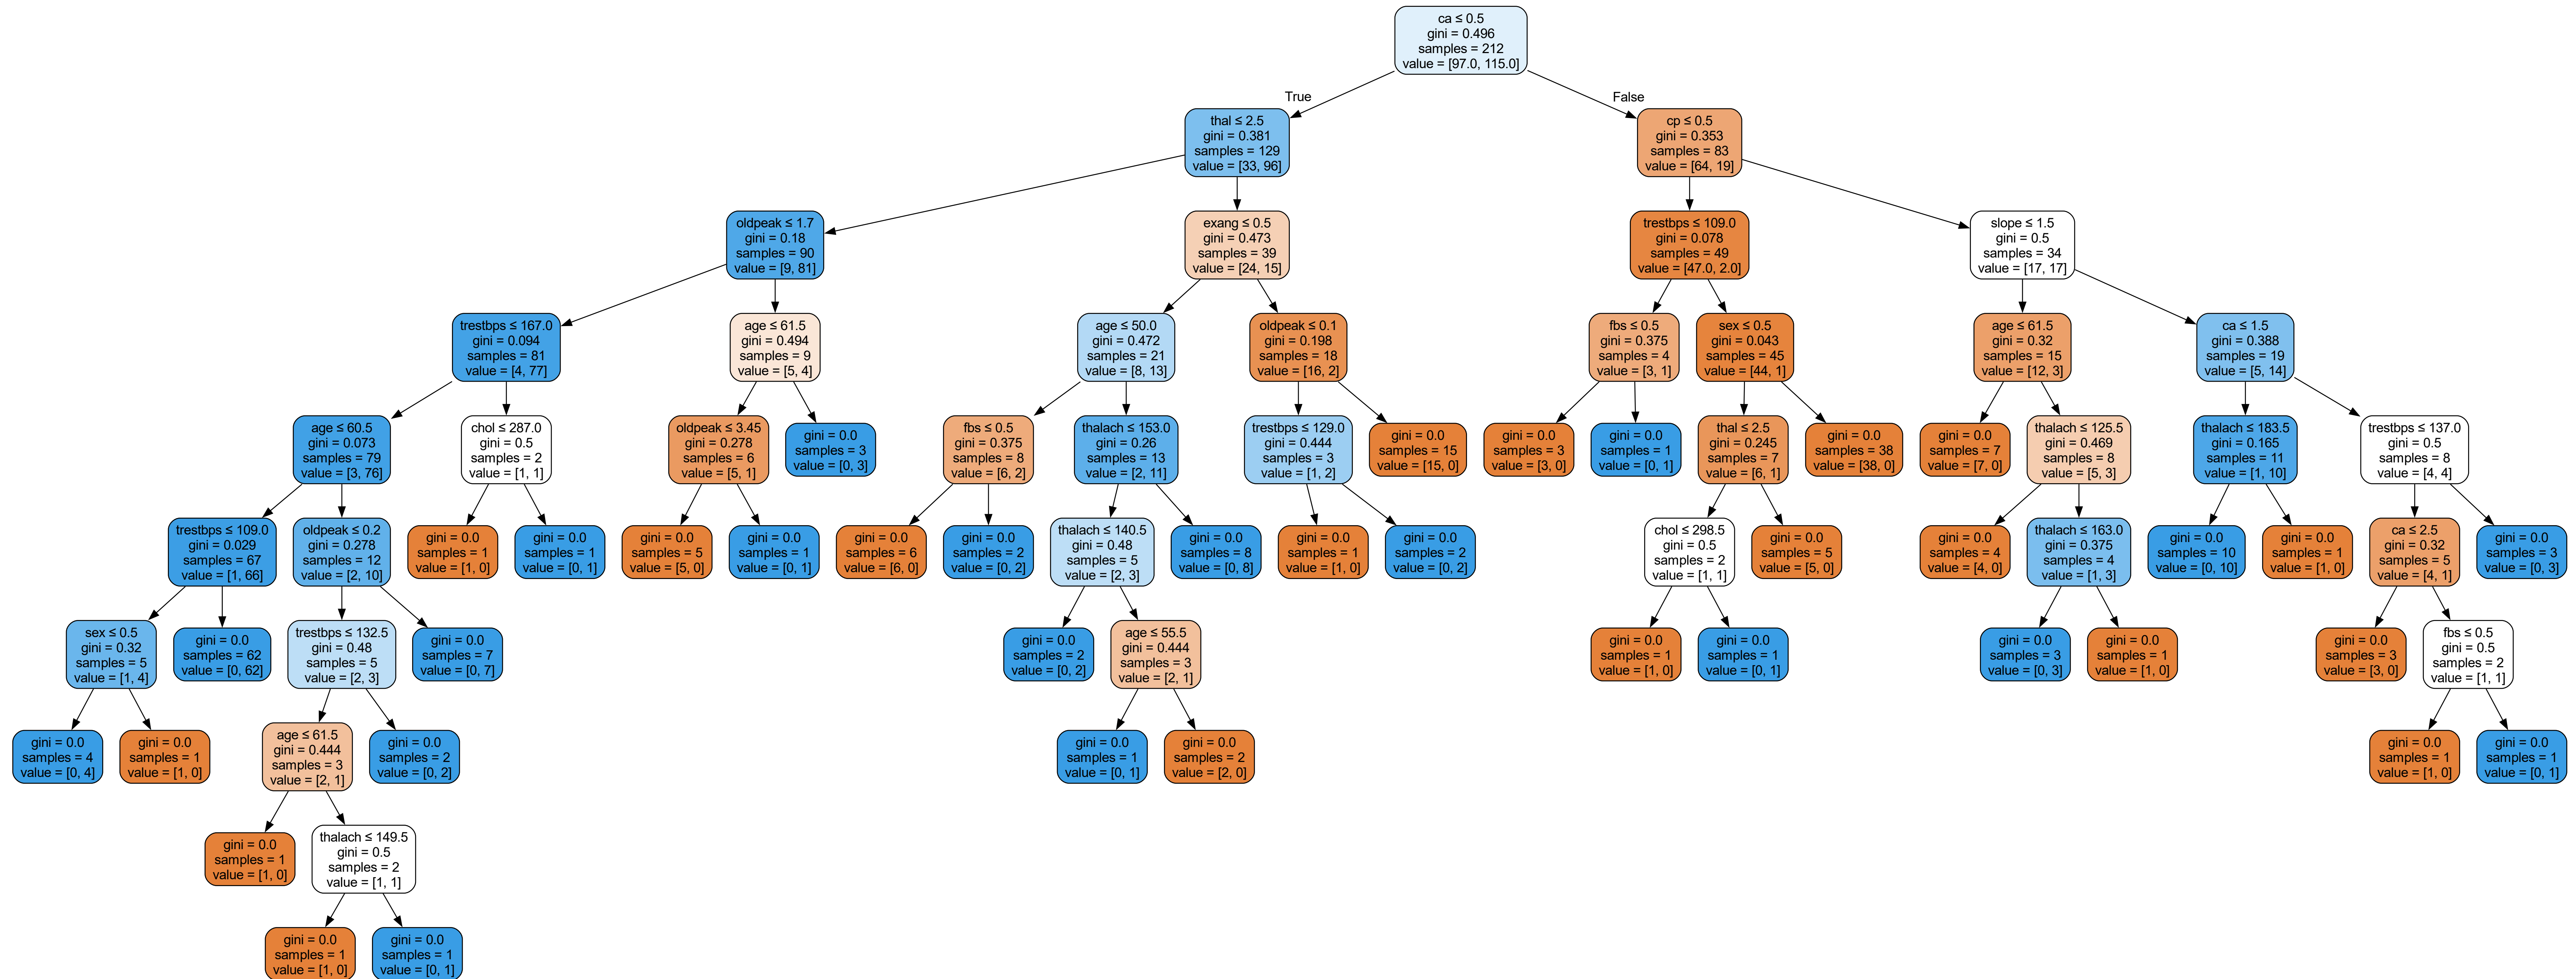 ca ≤ 0.5
gini = 0.496
samples = 212
value = [97.0, 115.0]
True
False
thal ≤ 2.5
gini = 0.381
samples = 129
value = [33, 96]
cp ≤ 0.5
gini = 0.353
samples = 83
value = [64, 19]
oldpeak ≤ 1.7
gini = 0.18
samples = 90
value = [9, 81]
exang ≤ 0.5
gini = 0.473
samples = 39
value = [24, 15]
trestbps ≤ 109.0
gini = 0.078
samples = 49
value = [47.0, 2.0]
slope ≤ 1.5
gini = 0.5
samples = 34
value = [17, 17]
trestbps ≤ 167.0
gini = 0.094
samples = 81
value = [4, 77]
age ≤ 61.5
gini = 0.494
samples = 9
value = [5, 4]
age ≤ 50.0
gini = 0.472
samples = 21
value = [8, 13]
oldpeak ≤ 0.1
gini = 0.198
samples = 18
value = [16, 2]
fbs ≤ 0.5
gini = 0.375
samples = 4
value = [3, 1]
sex ≤ 0.5
gini = 0.043
samples = 45
value = [44, 1]
age ≤ 61.5
gini = 0.32
samples = 15
value = [12, 3]
ca ≤ 1.5
gini = 0.388
samples = 19
value = [5, 14]
age ≤ 60.5
gini = 0.073
samples = 79
value = [3, 76]
chol ≤ 287.0
gini = 0.5
samples = 2
value = [1, 1]
oldpeak ≤ 3.45
gini = 0.278
samples = 6
value = [5, 1]
gini = 0.0
samples = 3
value = [0, 3]
fbs ≤ 0.5
gini = 0.375
samples = 8
value = [6, 2]
thalach ≤ 153.0
gini = 0.26
samples = 13
value = [2, 11]
trestbps ≤ 129.0
gini = 0.444
samples = 3
value = [1, 2]
gini = 0.0
samples = 15
value = [15, 0]
gini = 0.0
samples = 3
value = [3, 0]
gini = 0.0
samples = 1
value = [0, 1]
thal ≤ 2.5
gini = 0.245
samples = 7
value = [6, 1]
gini = 0.0
samples = 38
value = [38, 0]
gini = 0.0
samples = 7
value = [7, 0]
thalach ≤ 125.5
gini = 0.469
samples = 8
value = [5, 3]
thalach ≤ 183.5
gini = 0.165
samples = 11
value = [1, 10]
trestbps ≤ 137.0
gini = 0.5
samples = 8
value = [4, 4]
trestbps ≤ 109.0
gini = 0.029
samples = 67
value = [1, 66]
oldpeak ≤ 0.2
gini = 0.278
samples = 12
value = [2, 10]
gini = 0.0
samples = 1
value = [1, 0]
gini = 0.0
samples = 1
value = [0, 1]
gini = 0.0
samples = 5
value = [5, 0]
gini = 0.0
samples = 1
value = [0, 1]
gini = 0.0
samples = 6
value = [6, 0]
gini = 0.0
samples = 2
value = [0, 2]
thalach ≤ 140.5
gini = 0.48
samples = 5
value = [2, 3]
gini = 0.0
samples = 8
value = [0, 8]
gini = 0.0
samples = 1
value = [1, 0]
gini = 0.0
samples = 2
value = [0, 2]
chol ≤ 298.5
gini = 0.5
samples = 2
value = [1, 1]
gini = 0.0
samples = 5
value = [5, 0]
gini = 0.0
samples = 4
value = [4, 0]
thalach ≤ 163.0
gini = 0.375
samples = 4
value = [1, 3]
gini = 0.0
samples = 10
value = [0, 10]
gini = 0.0
samples = 1
value = [1, 0]
ca ≤ 2.5
gini = 0.32
samples = 5
value = [4, 1]
gini = 0.0
samples = 3
value = [0, 3]
sex ≤ 0.5
gini = 0.32
samples = 5
value = [1, 4]
gini = 0.0
samples = 62
value = [0, 62]
trestbps ≤ 132.5
gini = 0.48
samples = 5
value = [2, 3]
gini = 0.0
samples = 7
value = [0, 7]
gini = 0.0
samples = 2
value = [0, 2]
age ≤ 55.5
gini = 0.444
samples = 3
value = [2, 1]
gini = 0.0
samples = 1
value = [1, 0]
gini = 0.0
samples = 1
value = [0, 1]
gini = 0.0
samples = 3
value = [0, 3]
gini = 0.0
samples = 1
value = [1, 0]
gini = 0.0
samples = 3
value = [3, 0]
fbs ≤ 0.5
gini = 0.5
samples = 2
value = [1, 1]
gini = 0.0
samples = 4
value = [0, 4]
gini = 0.0
samples = 1
value = [1, 0]
age ≤ 61.5
gini = 0.444
samples = 3
value = [2, 1]
gini = 0.0
samples = 2
value = [0, 2]
gini = 0.0
samples = 1
value = [0, 1]
gini = 0.0
samples = 2
value = [2, 0]
gini = 0.0
samples = 1
value = [1, 0]
gini = 0.0
samples = 1
value = [0, 1]
gini = 0.0
samples = 1
value = [1, 0]
thalach ≤ 149.5
gini = 0.5
samples = 2
value = [1, 1]
gini = 0.0
samples = 1
value = [1, 0]
gini = 0.0
samples = 1
value = [0, 1]